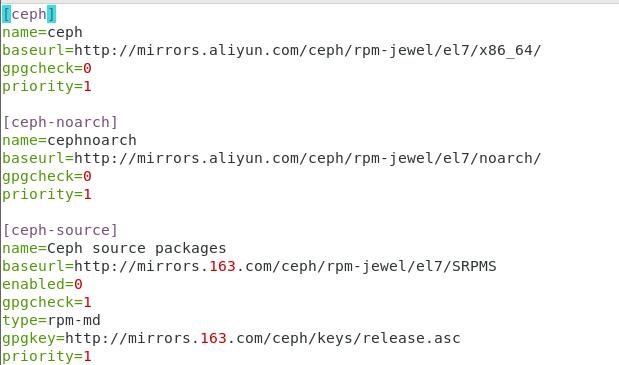 [ceph]
name=ceph
baseurl=http://mirrors.aliyun.com/ceph/rpm-jewel/el7/x86_64/
gpgcheck=0
priority=1
[ceph-noarch]
name=cephnoarch
baseurl=http://mirrors.aliyun.com/ceph/rpm-jewel/el7/noarch/
gpgcheck=0
priority=1
[ceph-source]
name=Ceph source packages
baseurl=http://mirrors.163.com/ceph/rpm-jewel/el7/SRPMS
enabled=0
gpgcheck=1
type=rpm-md
gpgkey=http://mirrors.163.com/ceph/keys/release.asc
priority=1